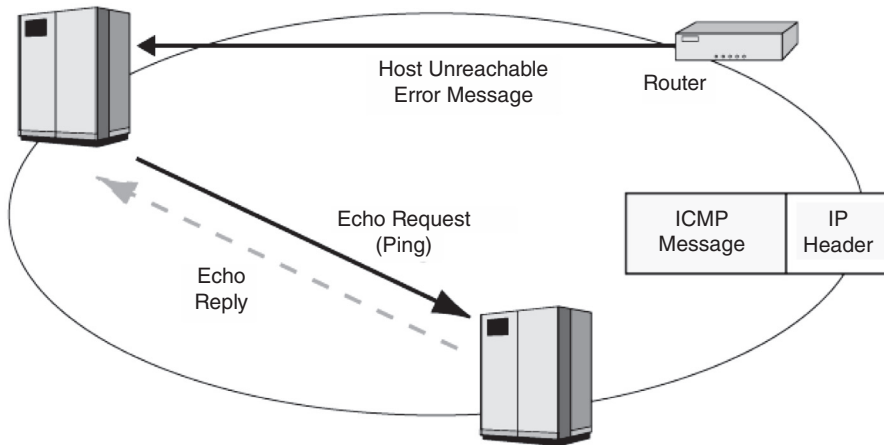 Host Unreachable
Error Message
Router
ICMP
Message
IP
Header
Echo Request
(Ping)
Echo
Reply